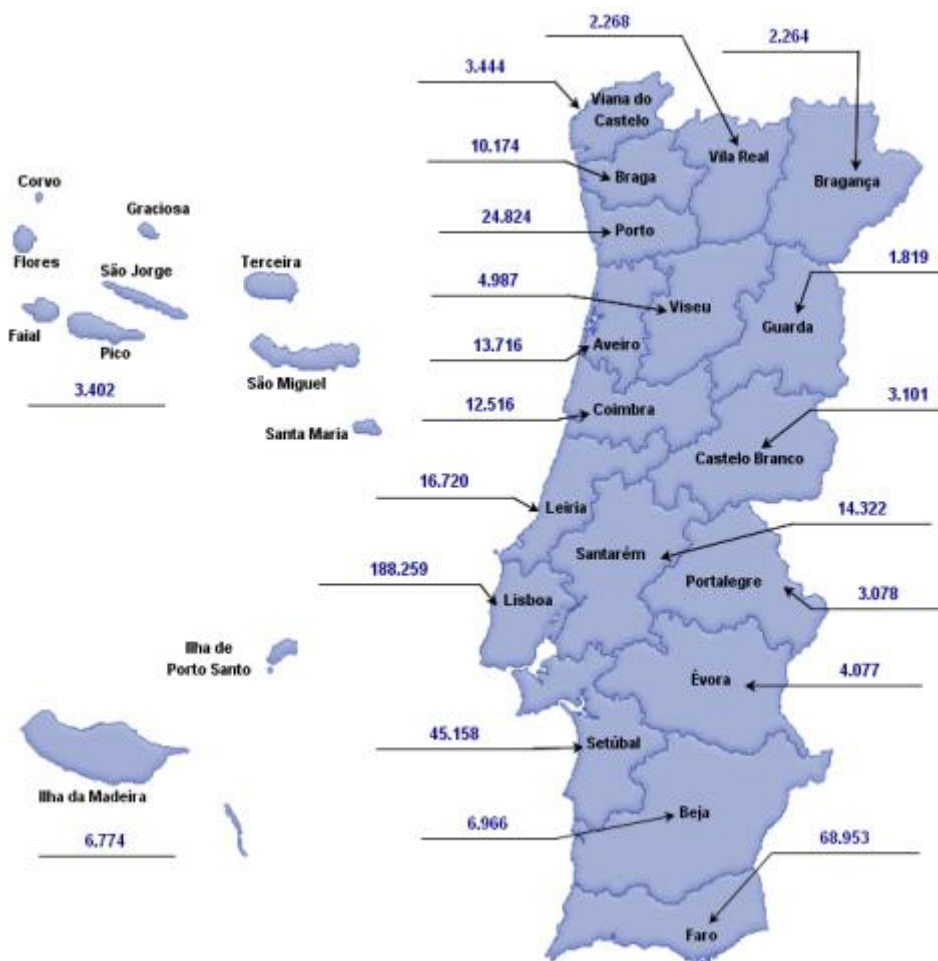 2.268
2.264
3.444
Viana do
Castelo
Vila Real
10.174
Braga
Bragança
Corvo
Graciosa
24.824
Porto
Flores
São Jorge
Terceira
1.819
4.987
Viseu
Guarda
Faial
Pico
13.716
Aveiro
São Miguel
3.402
12.516
Coimbra
3.101
Santa Maria
Castelo Branco
16.720
Leiria
14.322
Santarém
188.259
Lisboa
Portalegre
3.078
Ilha de
Porto Santo
Évora
4.077
45.158
Setúbal
Ilha da Madeira
6.774
6.966
Beja
68.953
Faro